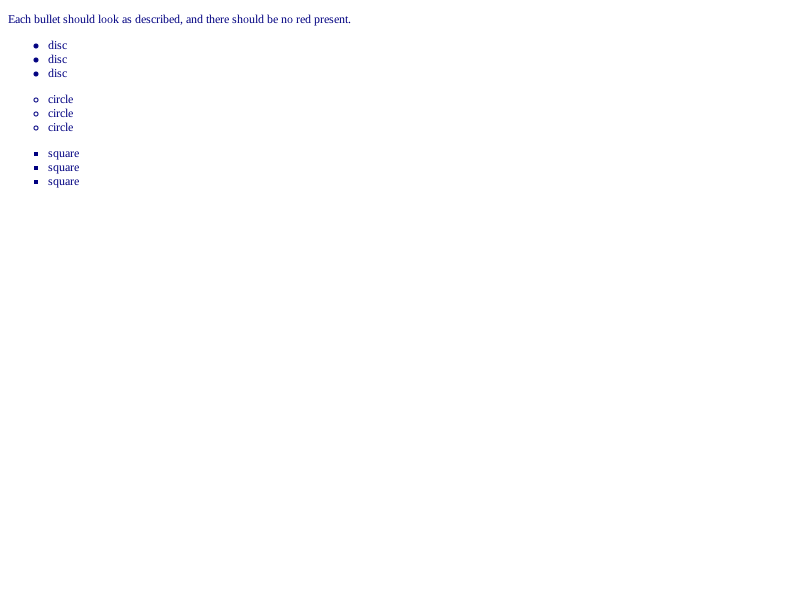 Each bullet should look as described, and there should be no red present.
disc
disc
disc
circle
circle
circle
square
square
square